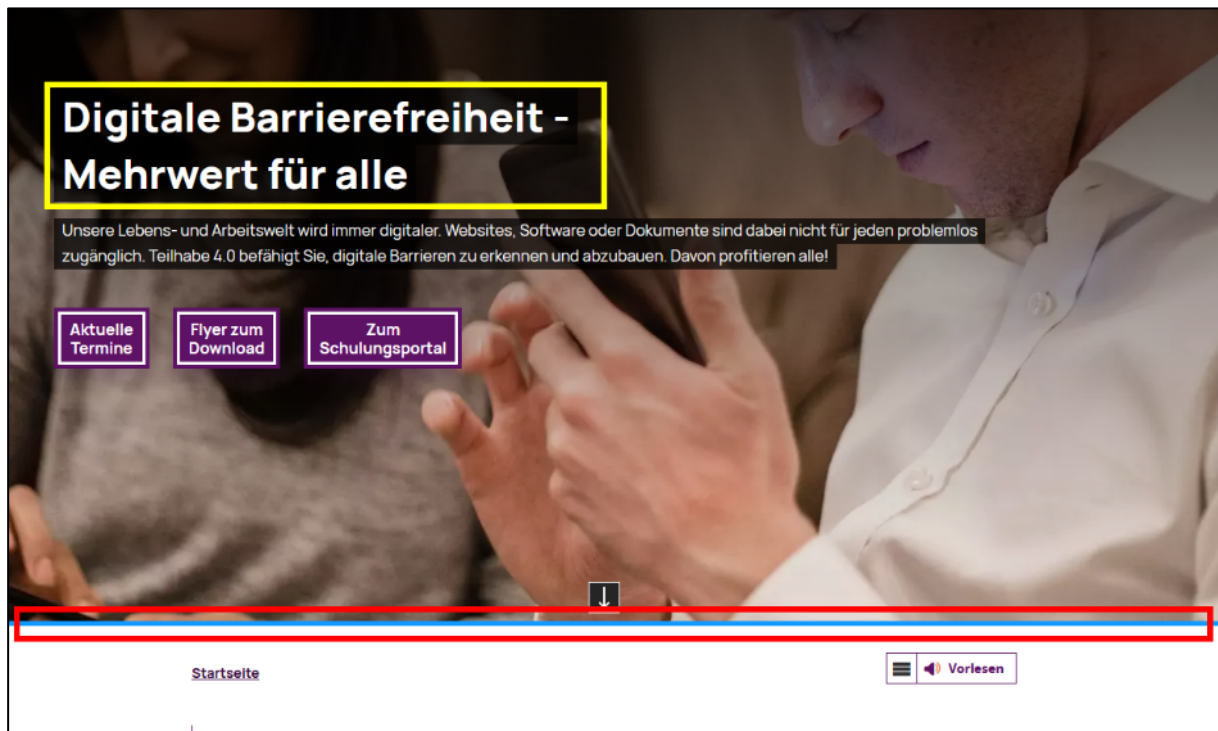 Digitale Barrierefreiheit -
Mehrwert für alle
Unsere Lebens- und Arbeitswelt wird immer digitaler. Websites, Software oder Dokumente sind dabei nicht für jeden problemlos
zugänglich. Teilhabe 4.0 befähigt Sie, digitale Barrieren zu erkennen und abzubauen. Davon profitieren alle!
Aktuelle
Termine
Flyer zum
Download
Zum
Schulungsportal
Startseite
Vorlesen